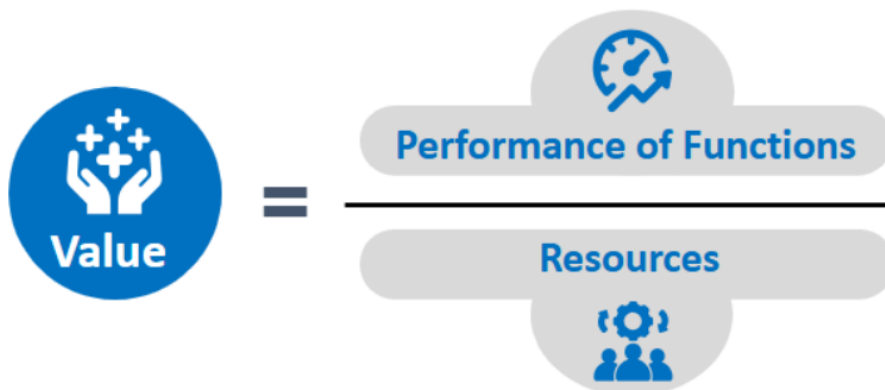 Value
=
Performance of Functions
Resources